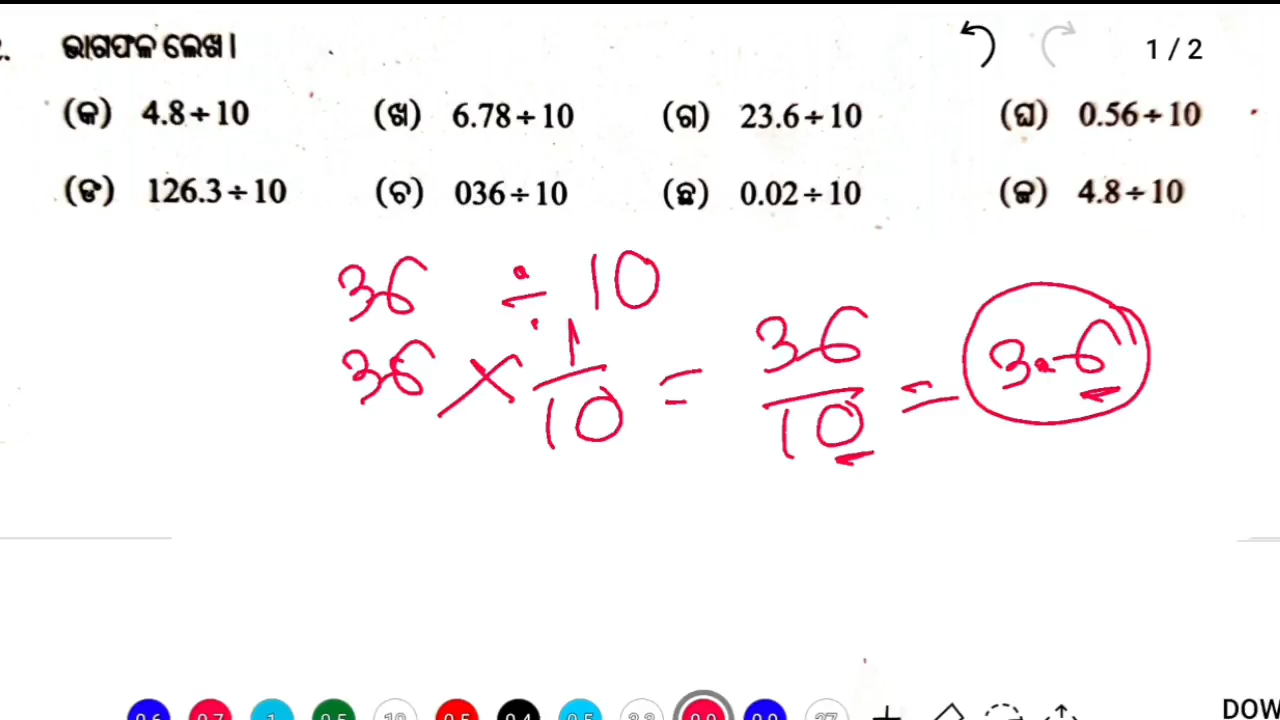 ଭାଗଫଳ ଲେଖ।
1 / 2
(କ) 4.8÷10 (ଖ) 6.78÷10 (ଗ) 23.6÷10 (ଘ) 0.56÷10
(ଙ) 126.3÷10 (ଚ) 036÷10 (ଛ) 0.02÷10 (ଜ) 4.8÷10
36 ÷ 10
36 × 1/10 = 36/10 = 3.6
DOW